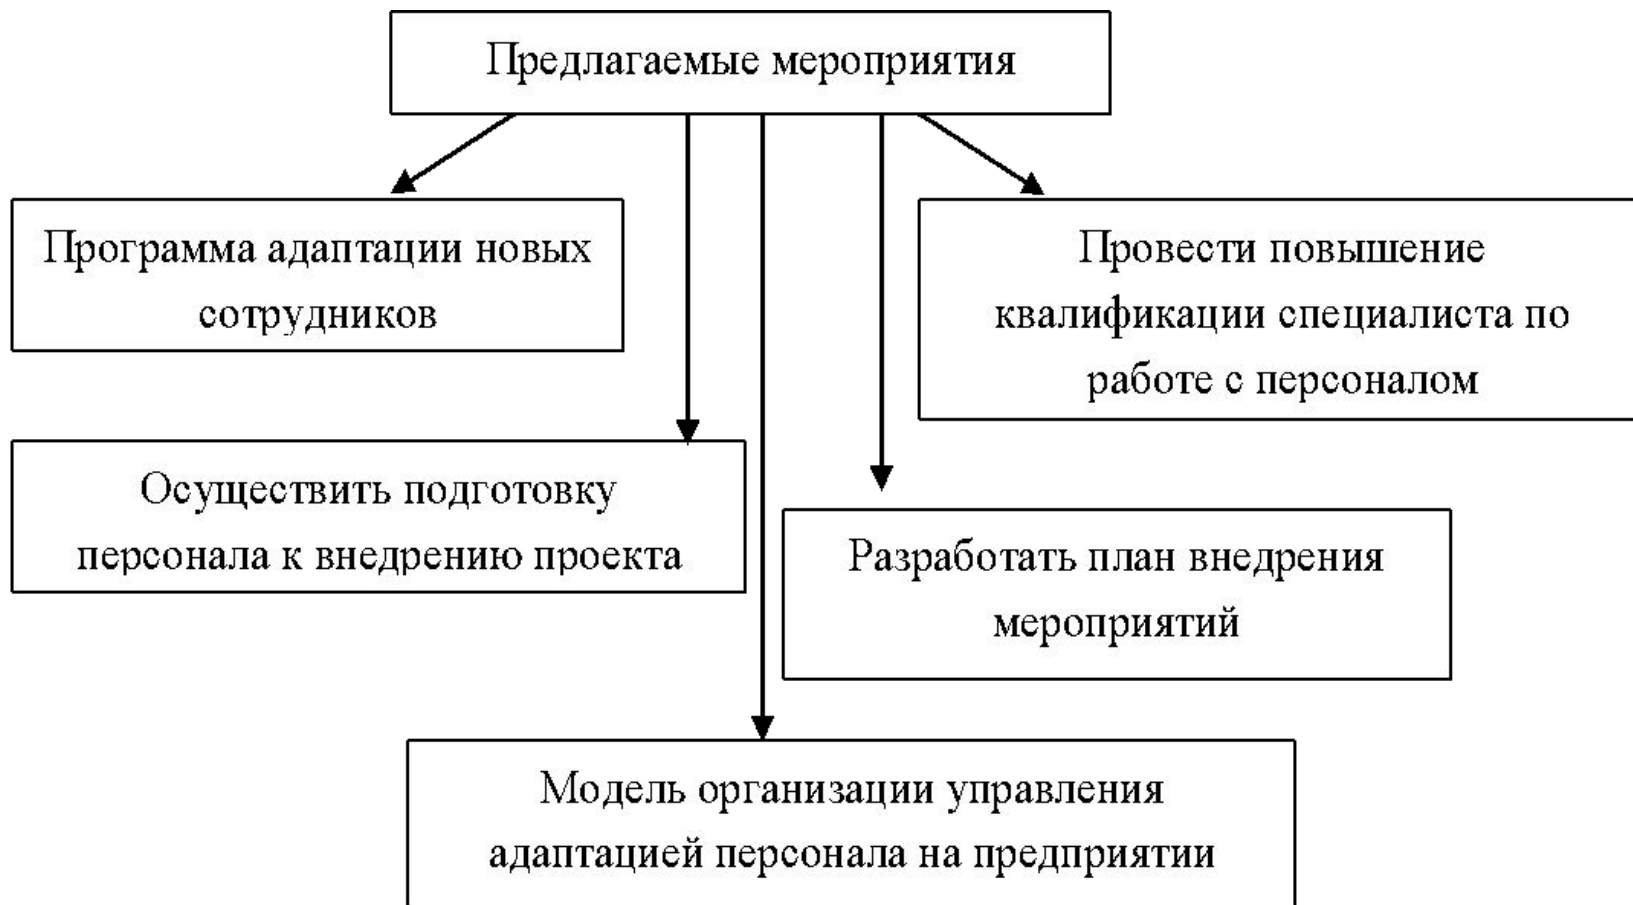 Предлагаемые мероприятия
Программа адаптации новых
сотрудников
Провести повышение
квалификации специалиста по
работе с персоналом
Осуществить подготовку
персонала к внедрению проекта
Разработать план внедрения
мероприятий
Модель организации управления
адаптацией персонала на предприятии